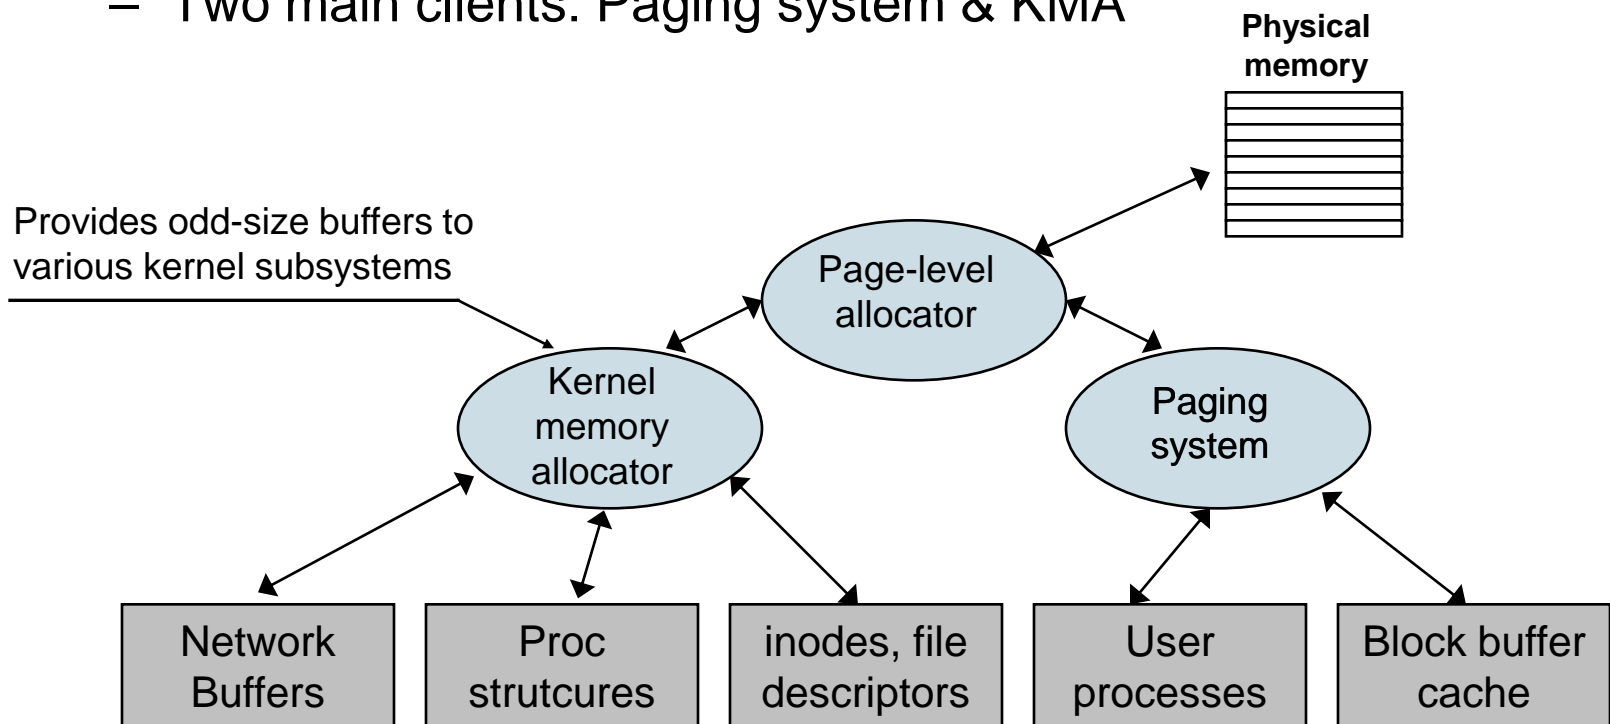 – Two main clients: Paging system & KMA
Physical
memory
Provides odd-size buffers to
various kernel subsystems
Page-level
allocator
Kernel
memory
allocator
Paging
system
Network
Buffers
Proc
strutcures
inodes, file
descriptors
User
processes
Block buffer
cache